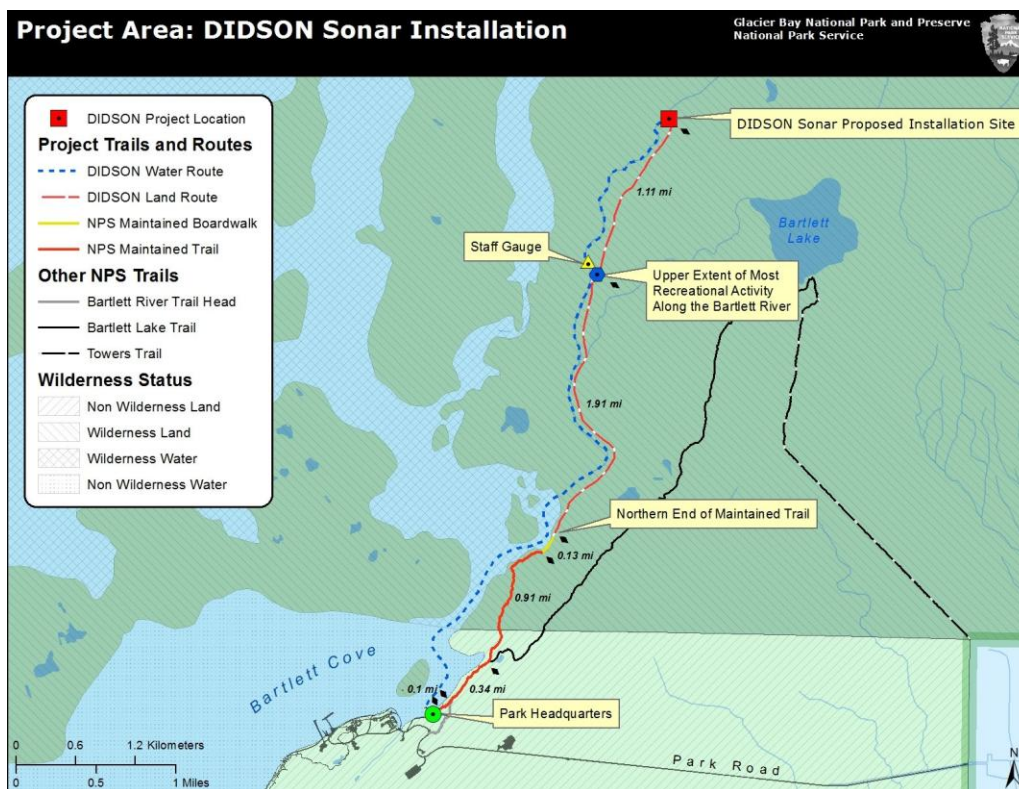 Project Area: DIDSON Sonar Installation
Glacier Bay National Park and Preserve
National Park Service
DIDSON Project Location
Project Trails and Routes
DIDSON Water Route
DIDSON Land Route
NPS Maintained Boardwalk
NPS Maintained Trail
Other NPS Trails
Bartlett River Trail Head
Bartlett Lake Trail
Towers Trail
Wilderness Status
Non Wilderness Land
Wilderness Land
Wilderness Water
Non Wilderness Water
DIDSON Sonar Proposed Installation Site
1.11 mi
Bartlett
Lake
Staff Gauge
Upper Extent of Most
Recreational Activity
Along the Bartlett River
1.91 mi
Northern End of Maintained Trail
0.13 mi
0.91 mi
Bartlett Cove
0.1 mi
0.34 mi
Park Headquarters
Park Road
0 0.6 1.2 Kilometers
0 0.5 1 Miles
N